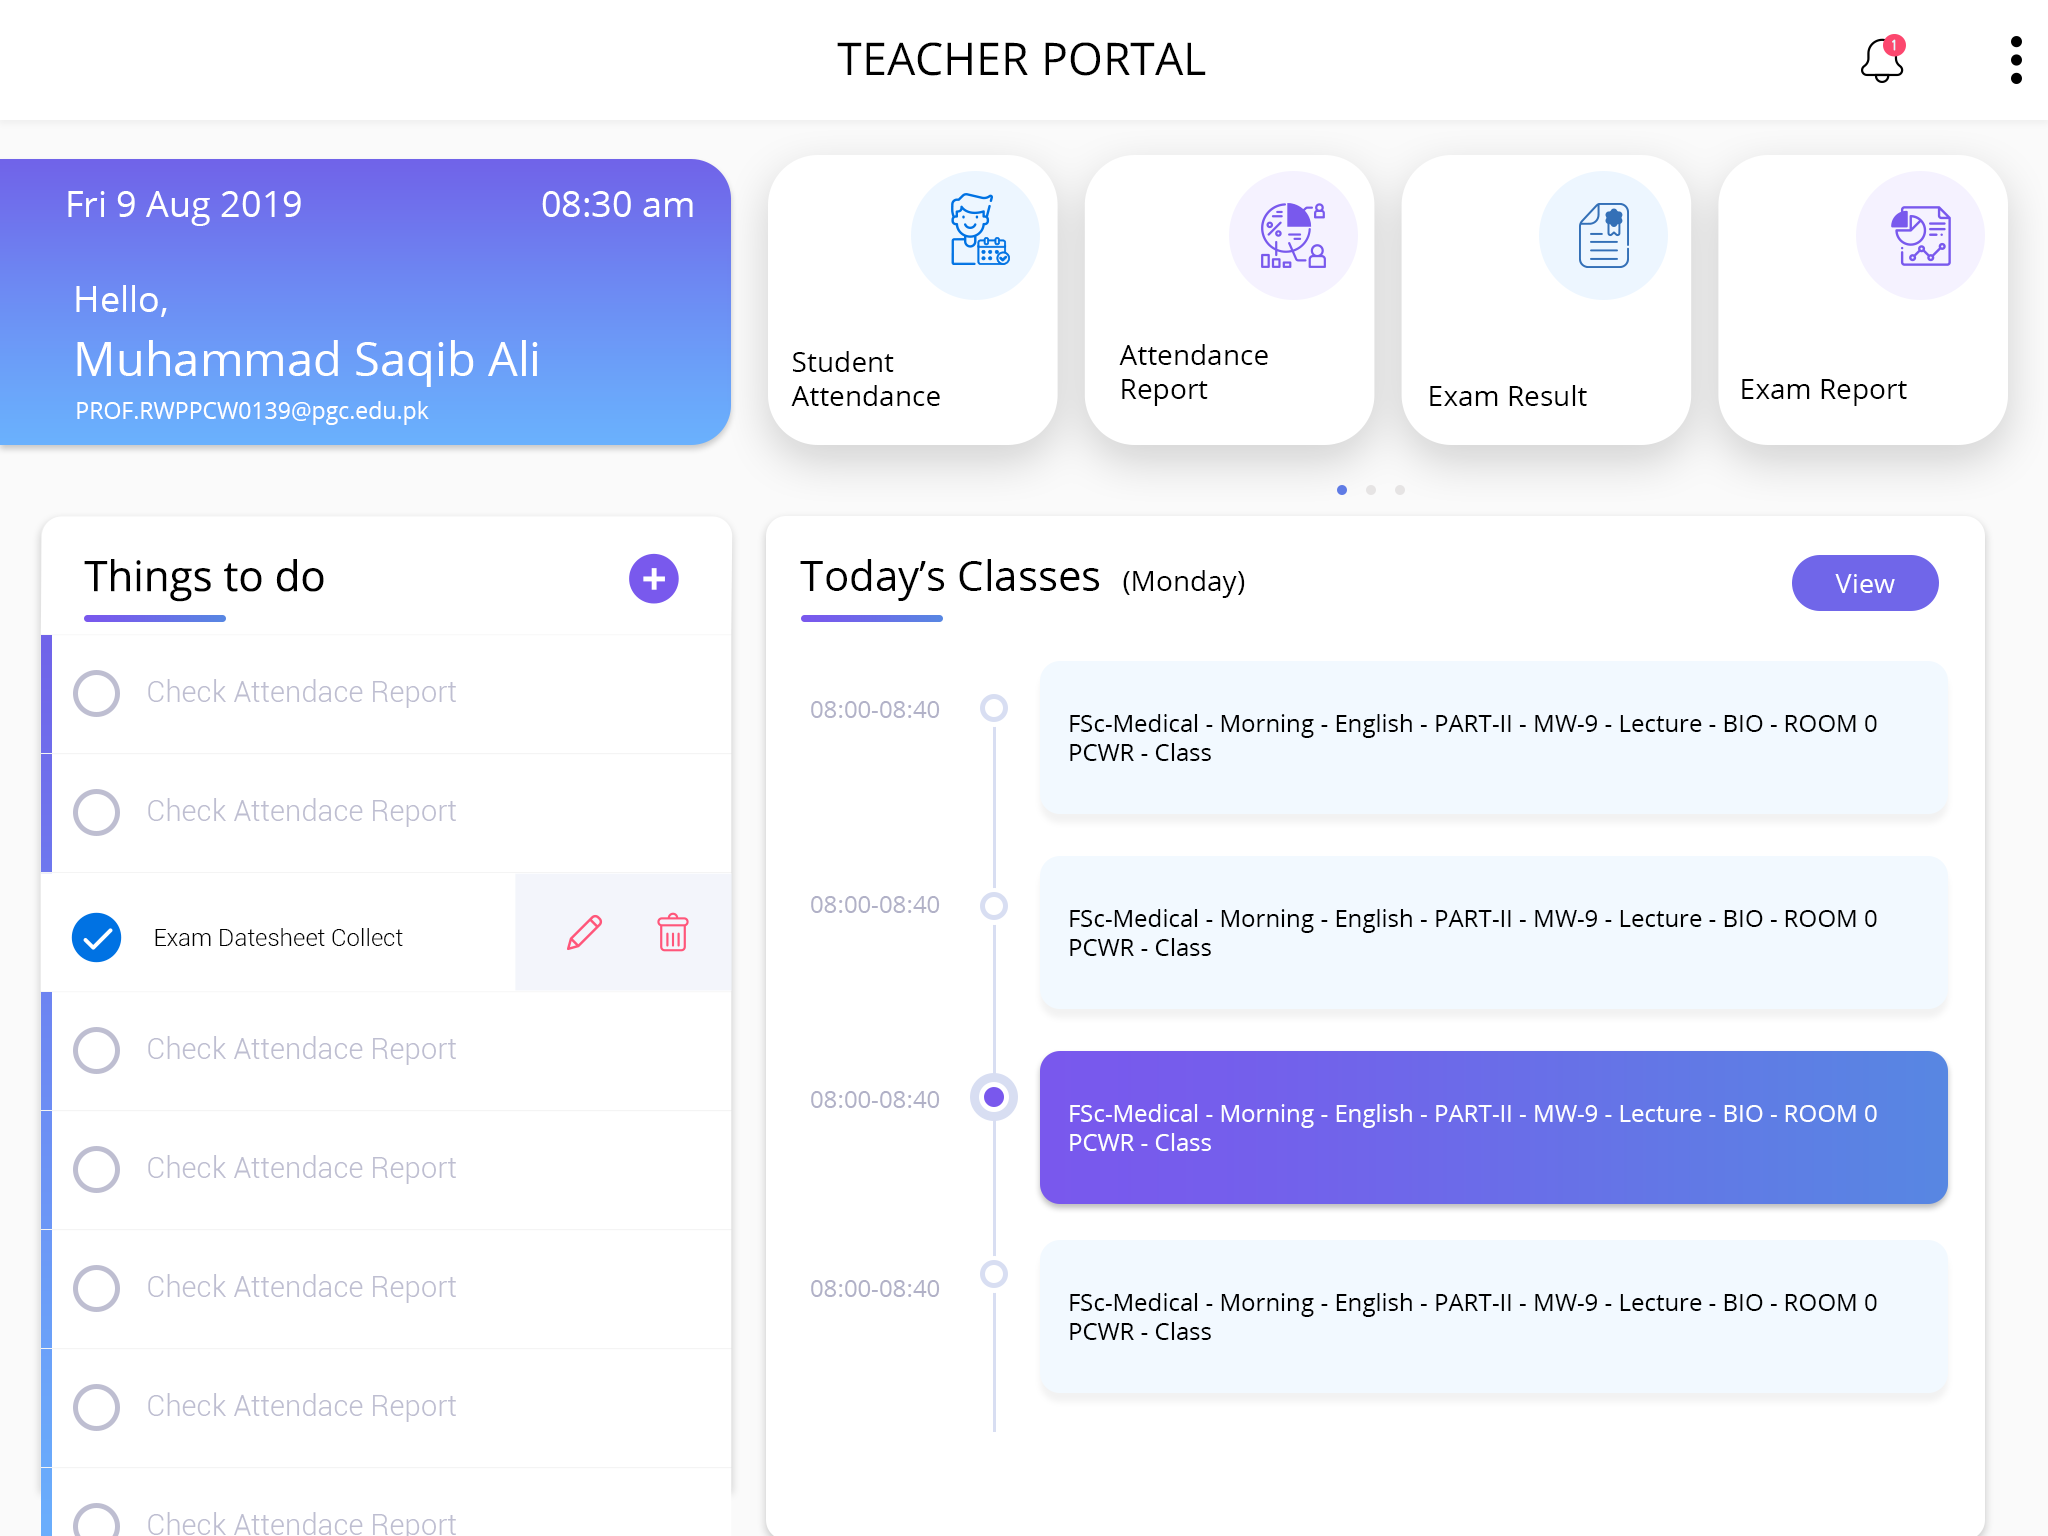 TEACHER PORTAL
1
Fri 9 Aug 2019
08:30 am
Hello,
Muhammad Saqib Ali
PROF.RWPPCW0139@pgc.edu.pk
Student
Attendance
Attendance
Report
Exam Result
Exam Report
Things to do
Check Attendace Report
Check Attendace Report
Exam Datesheet Collect
Check Attendace Report
Check Attendace Report
Check Attendace Report
Check Attendace Report
Check Attendace Report
Today’s Classes (Monday)
View
08:00-08:40
FSc-Medical - Morning - English - PART-II - MW-9 - Lecture - BIO - ROOM 0
PCWR - Class
08:00-08:40
FSc-Medical - Morning - English - PART-II - MW-9 - Lecture - BIO - ROOM 0
PCWR - Class
08:00-08:40
FSc-Medical - Morning - English - PART-II - MW-9 - Lecture - BIO - ROOM 0
PCWR - Class
08:00-08:40
FSc-Medical - Morning - English - PART-II - MW-9 - Lecture - BIO - ROOM 0
PCWR - Class